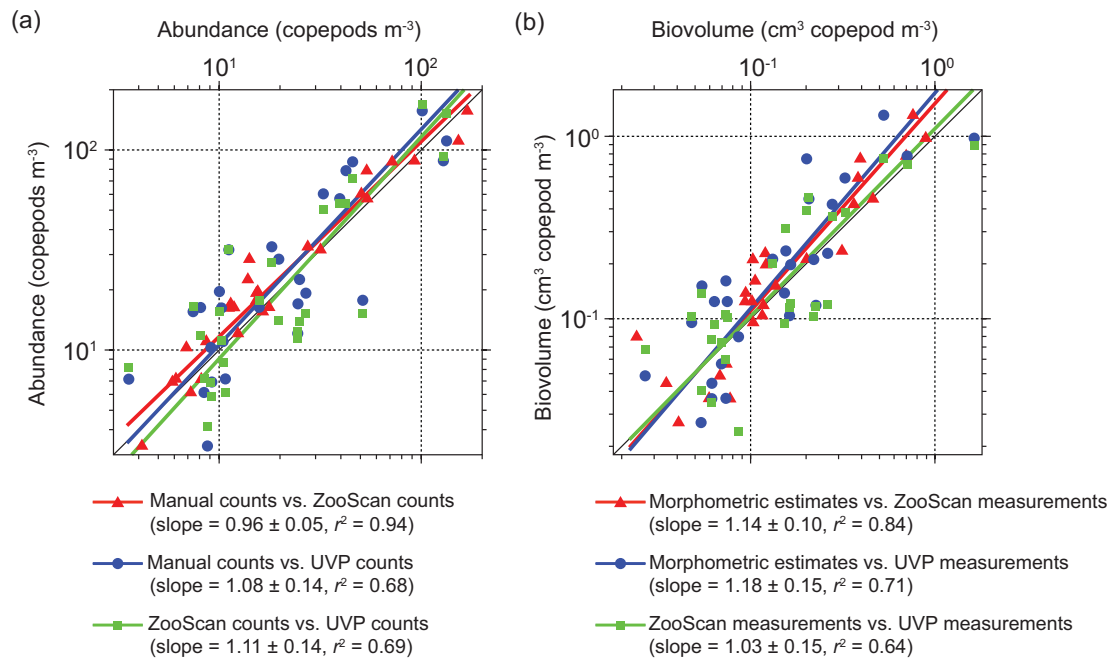 (a)
Abundance (copepods m⁻³)
10¹ 10²
Abundance (copepods m⁻³)
10²
10¹
Manual counts vs. ZooScan counts
(slope = 0.96 ± 0.05, r² = 0.94)
Manual counts vs. UVP counts
(slope = 1.08 ± 0.14, r² = 0.68)
ZooScan counts vs. UVP counts
(slope = 1.11 ± 0.14, r² = 0.69)
(b)
Biovolume (cm³ copepod m⁻³)
10⁻¹ 10⁰
Biovolume (cm³ copepod m⁻³)
10⁰
10⁻¹
Morphometric estimates vs. ZooScan measurements
(slope = 1.14 ± 0.10, r² = 0.84)
Morphometric estimates vs. UVP measurements
(slope = 1.18 ± 0.15, r² = 0.71)
ZooScan measurements vs. UVP measurements
(slope = 1.03 ± 0.15, r² = 0.64)